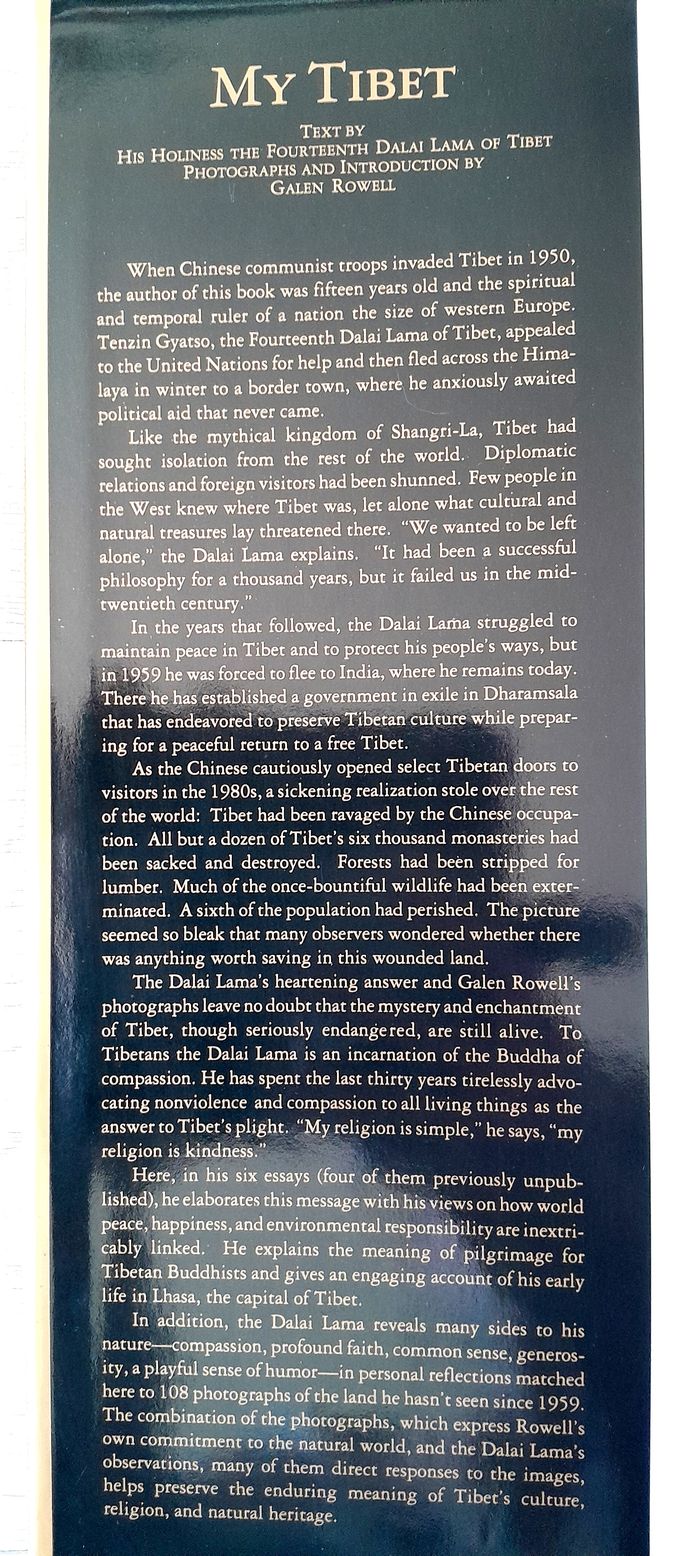 MY TIBET
TEXT BY
HIS HOLINESS THE FOURTEENTH DALAI LAMA OF TIBET
PHOTOGRAPHS AND INTRODUCTION BY
GALEN ROWELL
When Chinese communist troops invaded Tibet in 1950,
the author of this book was fifteen years old and the spiritual
and temporal ruler of a nation the size of western Europe.
Tenzin Gyatso, the Fourteenth Dalai Lama of Tibet, appealed
to the United Nations for help and then fled across the Hima-
laya in winter to a border town, where he anxiously awaited
political aid that never came.
Like the mythical kingdom of Shangri-La, Tibet had
sought isolation from the rest of the world. Diplomatic
relations and foreign visitors had been shunned. Few people in
the West knew where Tibet was, let alone what cultural and
natural treasures lay threatened there. “We wanted to be left
alone,” the Dalai Lama explains. “It had been a successful
philosophy for a thousand years, but it failed us in the mid-
twentieth century.”
In the years that followed, the Dalai Lama struggled to
maintain peace in Tibet and to protect his people’s ways, but
in 1959 he was forced to flee to India, where he remains today.
There he has established a government in exile in Dharamsala
that has endeavored to preserve Tibetan culture while prepar-
ing for a peaceful return to a free Tibet.
As the Chinese cautiously opened select Tibetan doors to
visitors in the 1980s, a sickening realization stole over the rest
of the world: Tibet had been ravaged by the Chinese occupa-
tion. All but a dozen of Tibet’s six thousand monasteries had
been sacked and destroyed. Forests had been stripped for
lumber. Much of the once-bountiful wildlife had been exter-
minated. A sixth of the population had perished. The picture
seemed so bleak that many observers wondered whether there
was anything worth saving in this wounded land.
The Dalai Lama’s heartening answer and Galen Rowell’s
photographs leave no doubt that the mystery and enchantment
of Tibet, though seriously endangered, are still alive. To
Tibetans the Dalai Lama is an incarnation of the Buddha of
compassion. He has spent the last thirty years tirelessly advo-
cating nonviolence and compassion to all living things as the
answer to Tibet’s plight. “My religion is simple,” he says, “my
religion is kindness.”
Here, in his six essays (four of them previously unpub-
lished), he elaborates this message with his views on how world
peace, happiness, and environmental responsibility are inextri-
cably linked. He explains the meaning of pilgrimage for
Tibetan Buddhists and gives an engaging account of his early
life in Lhasa, the capital of Tibet.
In addition, the Dalai Lama reveals many sides to his
nature—compassion, profound faith, common sense, generos-
ity, a playful sense of humor—in personal reflections matched
here to 108 photographs of the land he hasn’t seen since 1959.
The combination of the photographs, which express Rowell’s
own commitment to the natural world, and the Dalai Lama’s
observations, many of them direct responses to the images,
helps preserve the enduring meaning of Tibet’s culture,
religion, and natural heritage.